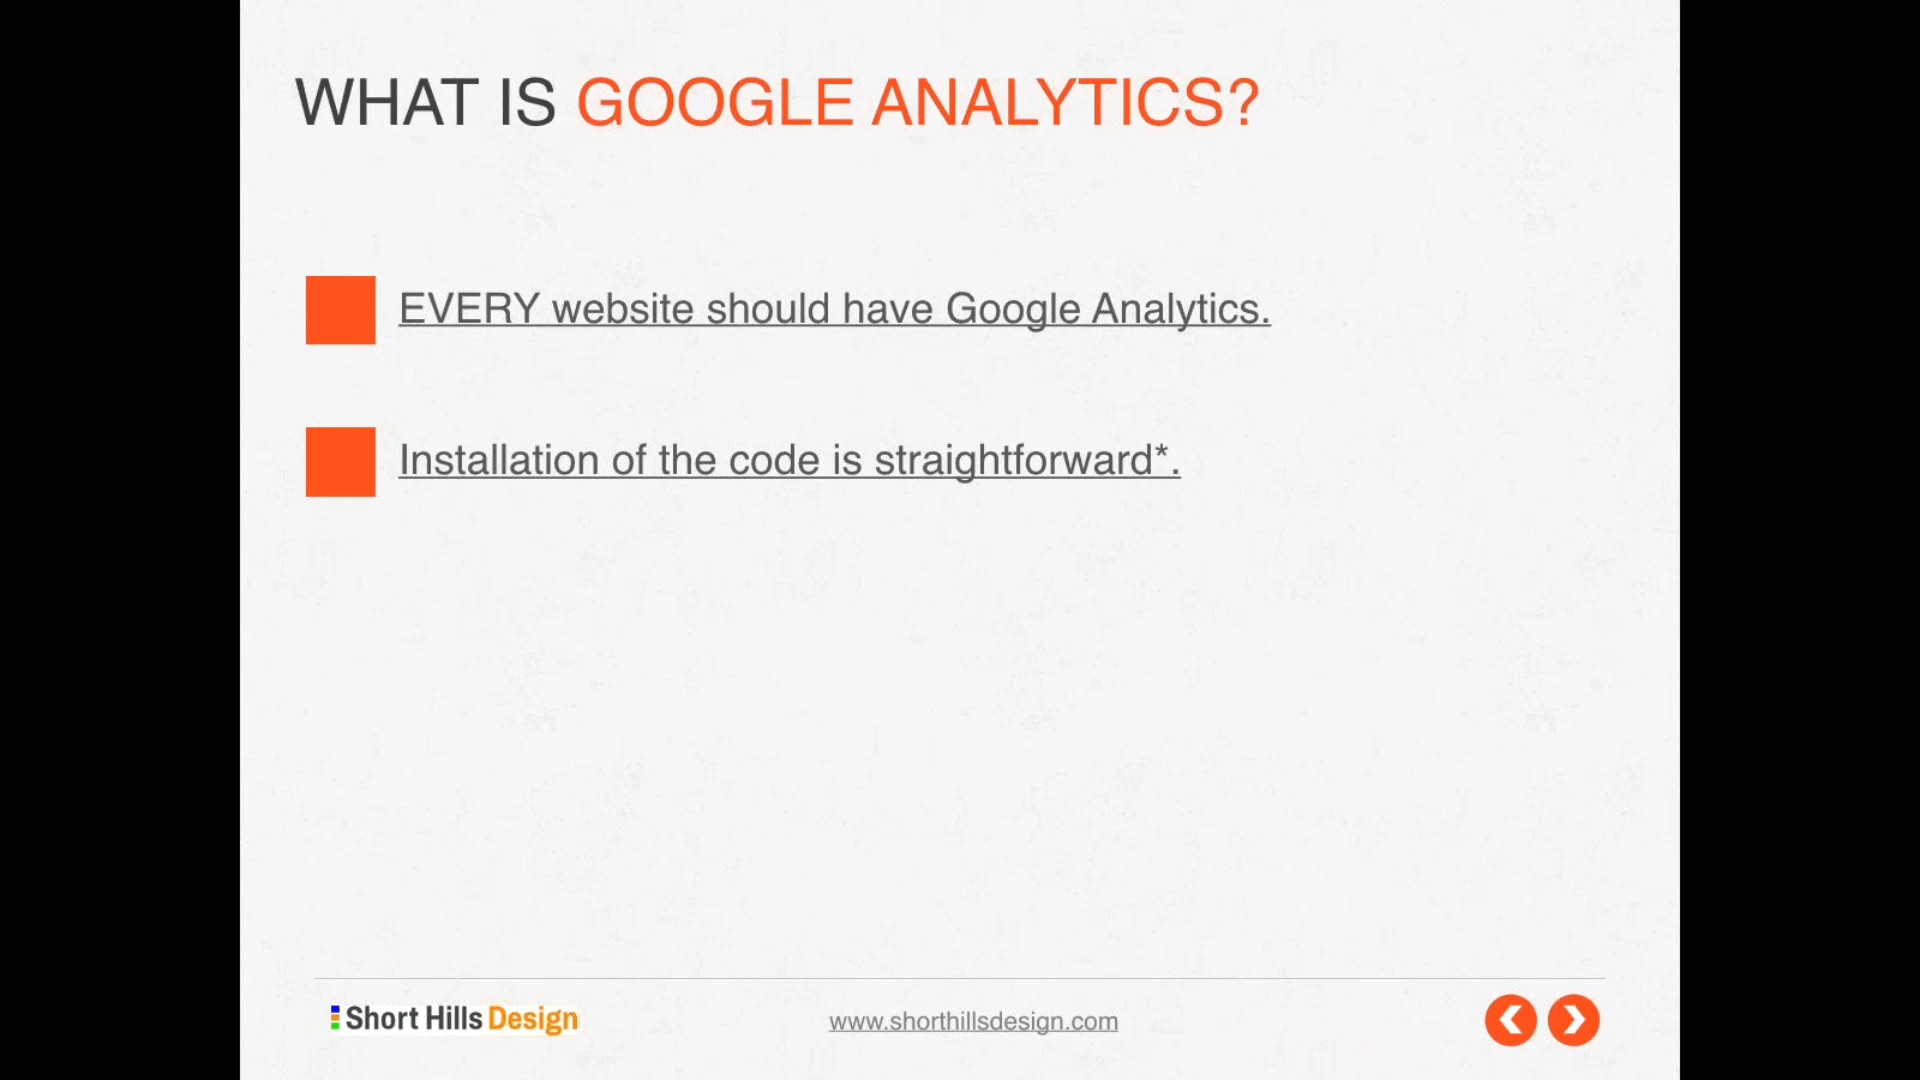 WHAT IS GOOGLE ANALYTICS?
EVERY website should have Google Analytics.
Installation of the code is straightforward*.
Short Hills Design
www.shorthillsdesign.com